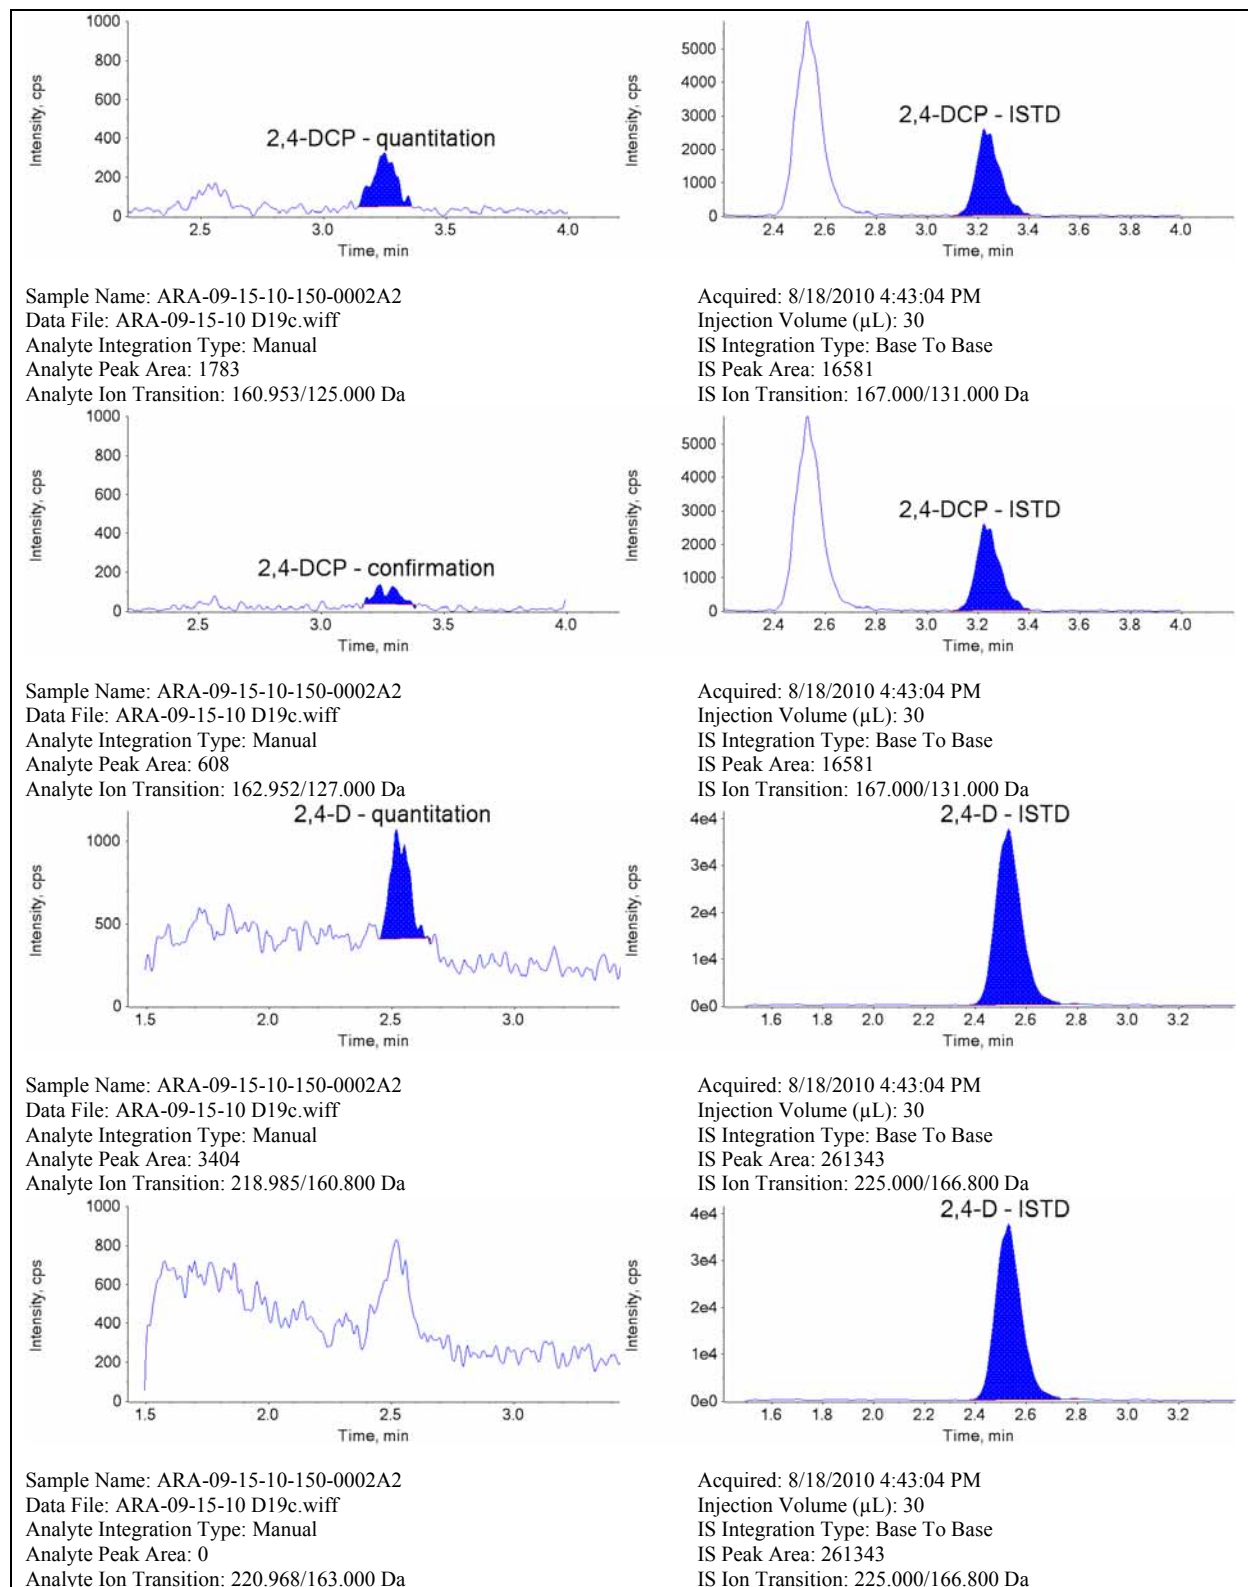 1000
800
600
400
200
0
Intensity, cps
2,4-DCP - quantitation
2.5 3.0 3.5 4.0
Time, min
5000
4000
3000
2000
1000
0
Intensity, cps
2,4-DCP - ISTD
2.4 2.6 2.8 3.0 3.2 3.4 3.6 3.8 4.0
Time, min
Sample Name: ARA-09-15-10-150-0002A2
Data File: ARA-09-15-10 D19c.wiff
Analyte Integration Type: Manual
Analyte Peak Area: 1783
Analyte Ion Transition: 160.953/125.000 Da
Acquired: 8/18/2010 4:43:04 PM
Injection Volume (µL): 30
IS Integration Type: Base To Base
IS Peak Area: 16581
IS Ion Transition: 167.000/131.000 Da
1000
800
600
400
200
0
Intensity, cps
2,4-DCP - confirmation
2.5 3.0 3.5 4.0
Time, min
5000
4000
3000
2000
1000
0
Intensity, cps
2,4-DCP - ISTD
2.4 2.6 2.8 3.0 3.2 3.4 3.6 3.8 4.0
Time, min
Sample Name: ARA-09-15-10-150-0002A2
Data File: ARA-09-15-10 D19c.wiff
Analyte Integration Type: Manual
Analyte Peak Area: 608
Analyte Ion Transition: 162.952/127.000 Da
Acquired: 8/18/2010 4:43:04 PM
Injection Volume (µL): 30
IS Integration Type: Base To Base
IS Peak Area: 16581
IS Ion Transition: 167.000/131.000 Da
2,4-D - quantitation
1000
500
0
Intensity, cps
1.5 2.0 2.5 3.0
Time, min
2,4-D - ISTD
4e4
3e4
2e4
1e4
0e0
Intensity, cps
1.6 1.8 2.0 2.2 2.4 2.6 2.8 3.0 3.2
Time, min
Sample Name: ARA-09-15-10-150-0002A2
Data File: ARA-09-15-10 D19c.wiff
Analyte Integration Type: Manual
Analyte Peak Area: 3404
Analyte Ion Transition: 218.985/160.800 Da
Acquired: 8/18/2010 4:43:04 PM
Injection Volume (µL): 30
IS Integration Type: Base To Base
IS Peak Area: 261343
IS Ion Transition: 225.000/166.800 Da
1000
800
600
400
200
0
Intensity, cps
1.5 2.0 2.5 3.0
Time, min
2,4-D - ISTD
4e4
3e4
2e4
1e4
0e0
Intensity, cps
1.6 1.8 2.0 2.2 2.4 2.6 2.8 3.0 3.2
Time, min
Sample Name: ARA-09-15-10-150-0002A2
Data File: ARA-09-15-10 D19c.wiff
Analyte Integration Type: Manual
Analyte Peak Area: 0
Analyte Ion Transition: 220.968/163.000 Da
Acquired: 8/18/2010 4:43:04 PM
Injection Volume (µL): 30
IS Integration Type: Base To Base
IS Peak Area: 261343
IS Ion Transition: 225.000/166.800 Da